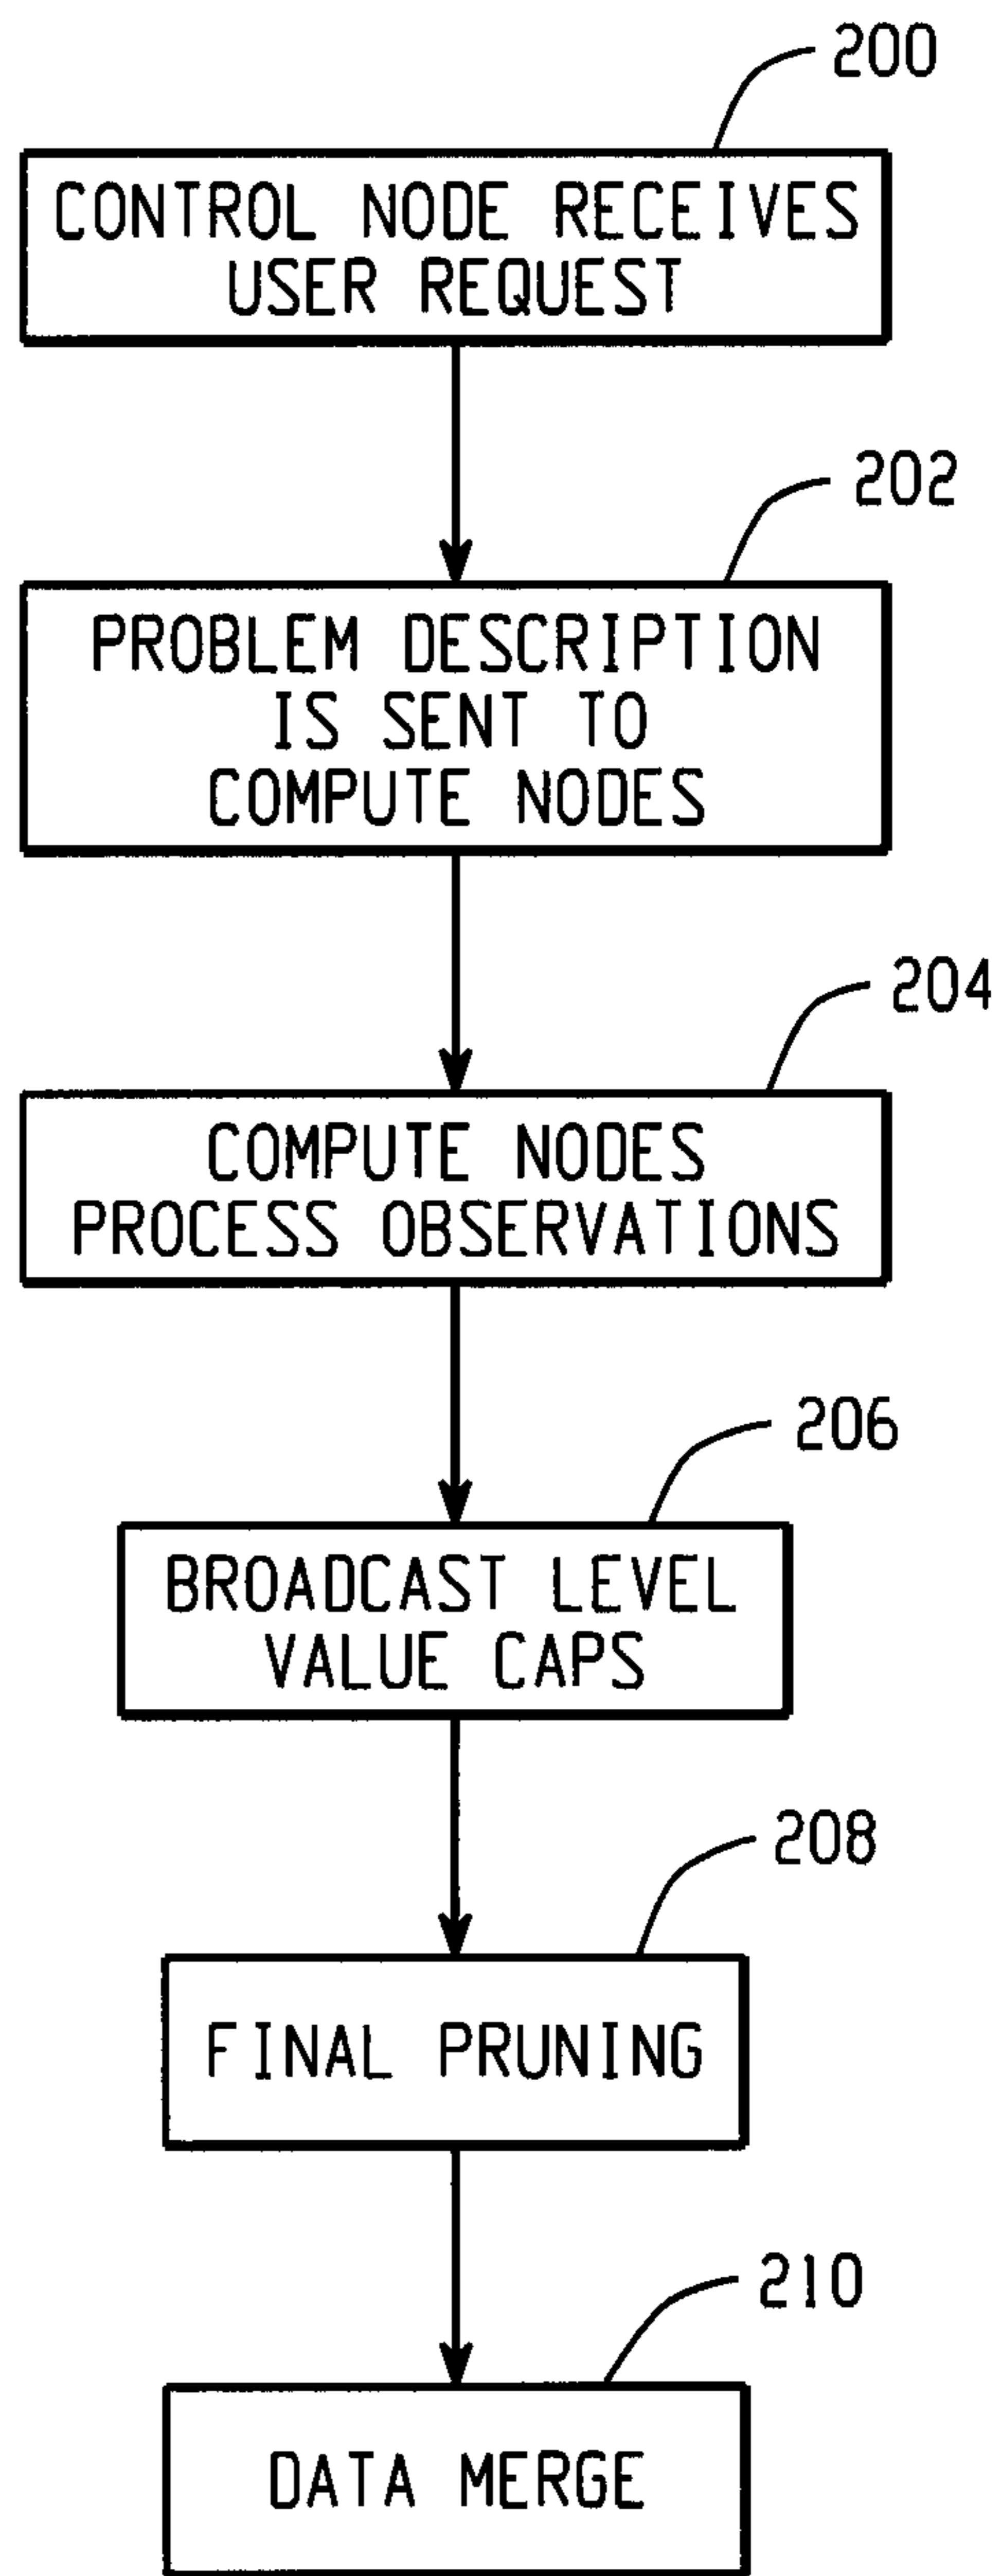 200
CONTROL NODE RECEIVES
USER REQUEST
202
PROBLEM DESCRIPTION
IS SENT TO
COMPUTE NODES
204
COMPUTE NODES
PROCESS OBSERVATIONS
206
BROADCAST LEVEL
VALUE CAPS
208
FINAL PRUNING
210
DATA MERGE